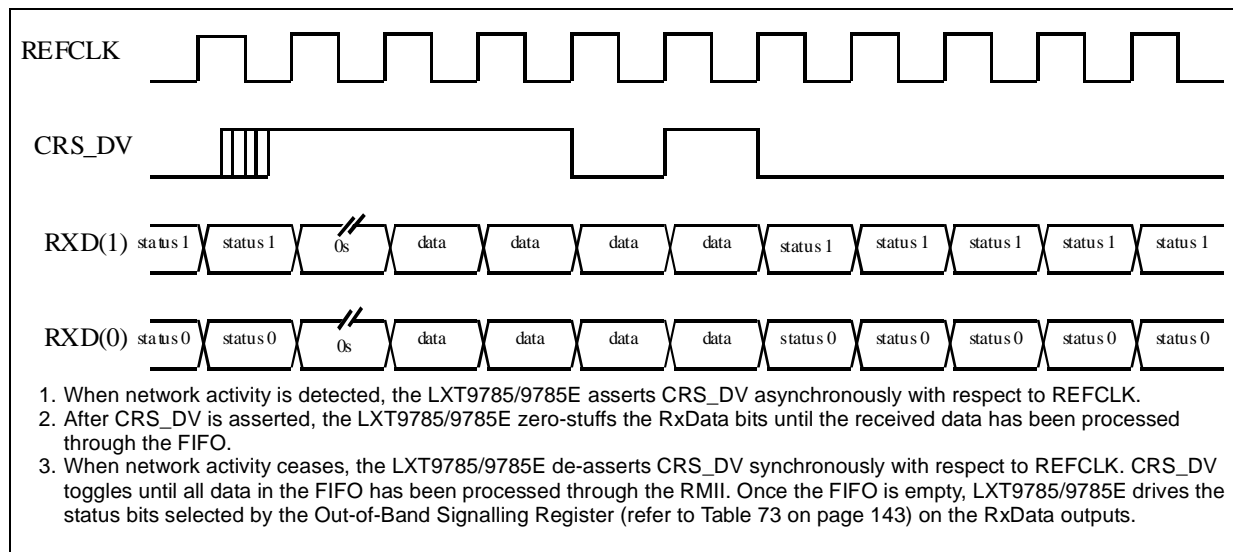 REFCLK
CRS_DV
RXD(1) status 1 status 1 0s data data data data status 1 status 1 status 1 status 1 status 1
RXD(0) status 0 status 0 0s data data data data status 0 status 0 status 0 status 0 status 0
1. When network activity is detected, the LXT9785/9785E asserts CRS_DV asynchronously with respect to REFCLK.
2. After CRS_DV is asserted, the LXT9785/9785E zero-stuffs the RxData bits until the received data has been processed
through the FIFO.
3. When network activity ceases, the LXT9785/9785E de-asserts CRS_DV synchronously with respect to REFCLK. CRS_DV
toggles until all data in the FIFO has been processed through the RMII. Once the FIFO is empty, LXT9785/9785E drives the
status bits selected by the Out-of-Band Signalling Register (refer to Table 73 on page 143) on the RxData outputs.